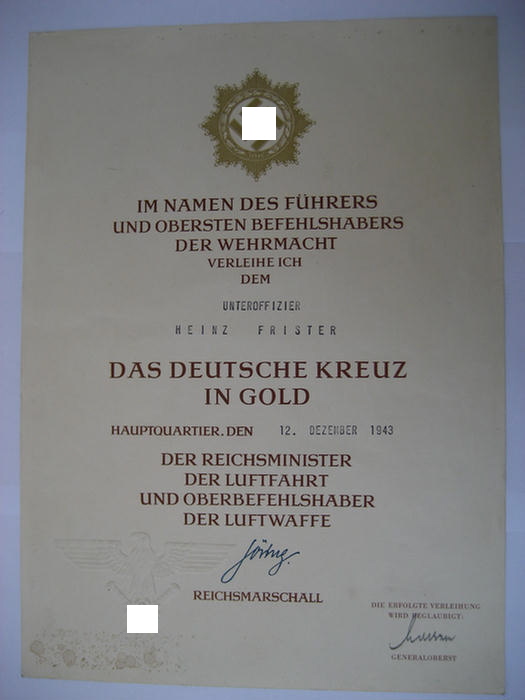 IM NAMEN DES FÜHRERS
UND OBERSTEN BEFEHLSHABERS
DER WEHRMACHT
VERLEIHE ICH
DEM
UNTEROFFIZIER
HEINZ FRISTER
DAS DEUTSCHE KREUZ
IN GOLD
HAUPTQUARTIER, DEN 12. DEZEMBER 1943
DER REICHSMINISTER
DER LUFTFAHRT
UND OBERBEFEHLSHABER
DER LUFTWAFFE
Göring.
REICHSMARSCHALL
DIE ERFOLGTE VERLEIHUNG
WIRD BEGLAUBIGT:
GENERALOBERST